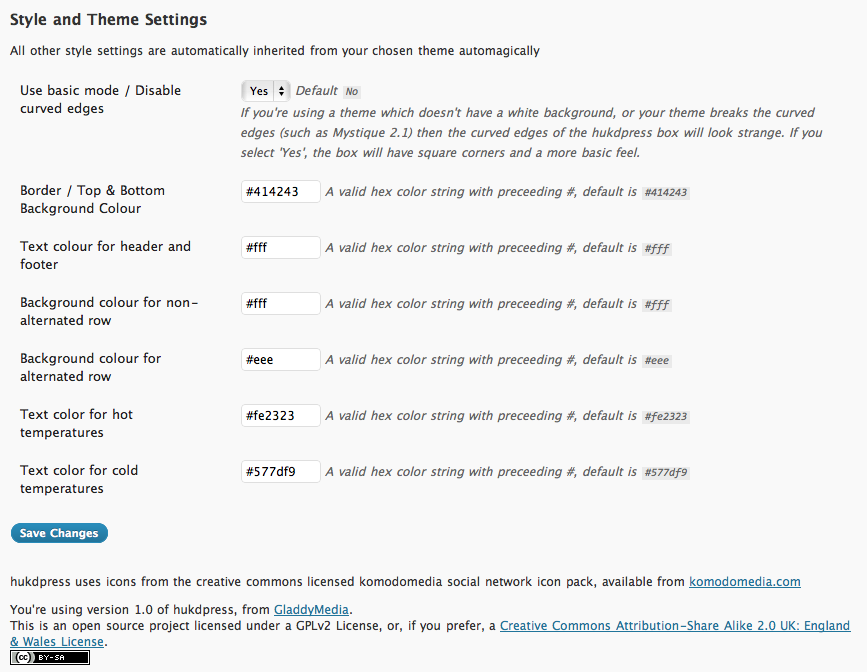 Style and Theme Settings
All other style settings are automatically inherited from your chosen theme automagically
Use basic mode / Disable
curved edges
Yes Default No
If you're using a theme which doesn't have a white background, or your theme breaks the curved
edges (such as Mystique 2.1) then the curved edges of the hukdpress box will look strange. If you
select 'Yes', the box will have square corners and a more basic feel.
Border / Top & Bottom
Background Colour
#414243 A valid hex color string with preceeding #, default is #414243
Text colour for header and
footer
#fff A valid hex color string with preceeding #, default is #fff
Background colour for non-
alternated row
#fff A valid hex color string with preceeding #, default is #fff
Background colour for
alternated row
#eee A valid hex color string with preceeding #, default is #eee
Text color for hot
temperatures
#fe2323 A valid hex color string with preceeding #, default is #fe2323
Text color for cold
temperatures
#577df9 A valid hex color string with preceeding #, default is #577df9
Save Changes
hukdpress uses icons from the creative commons licensed komodomedia social network icon pack, available from komodomedia.com
You're using version 1.0 of hukdpress, from GladdyMedia.
This is an open source project licensed under a GPLv2 License, or, if you prefer, a Creative Commons Attribution-Share Alike 2.0 UK: England
& Wales License.
cc BY-SA